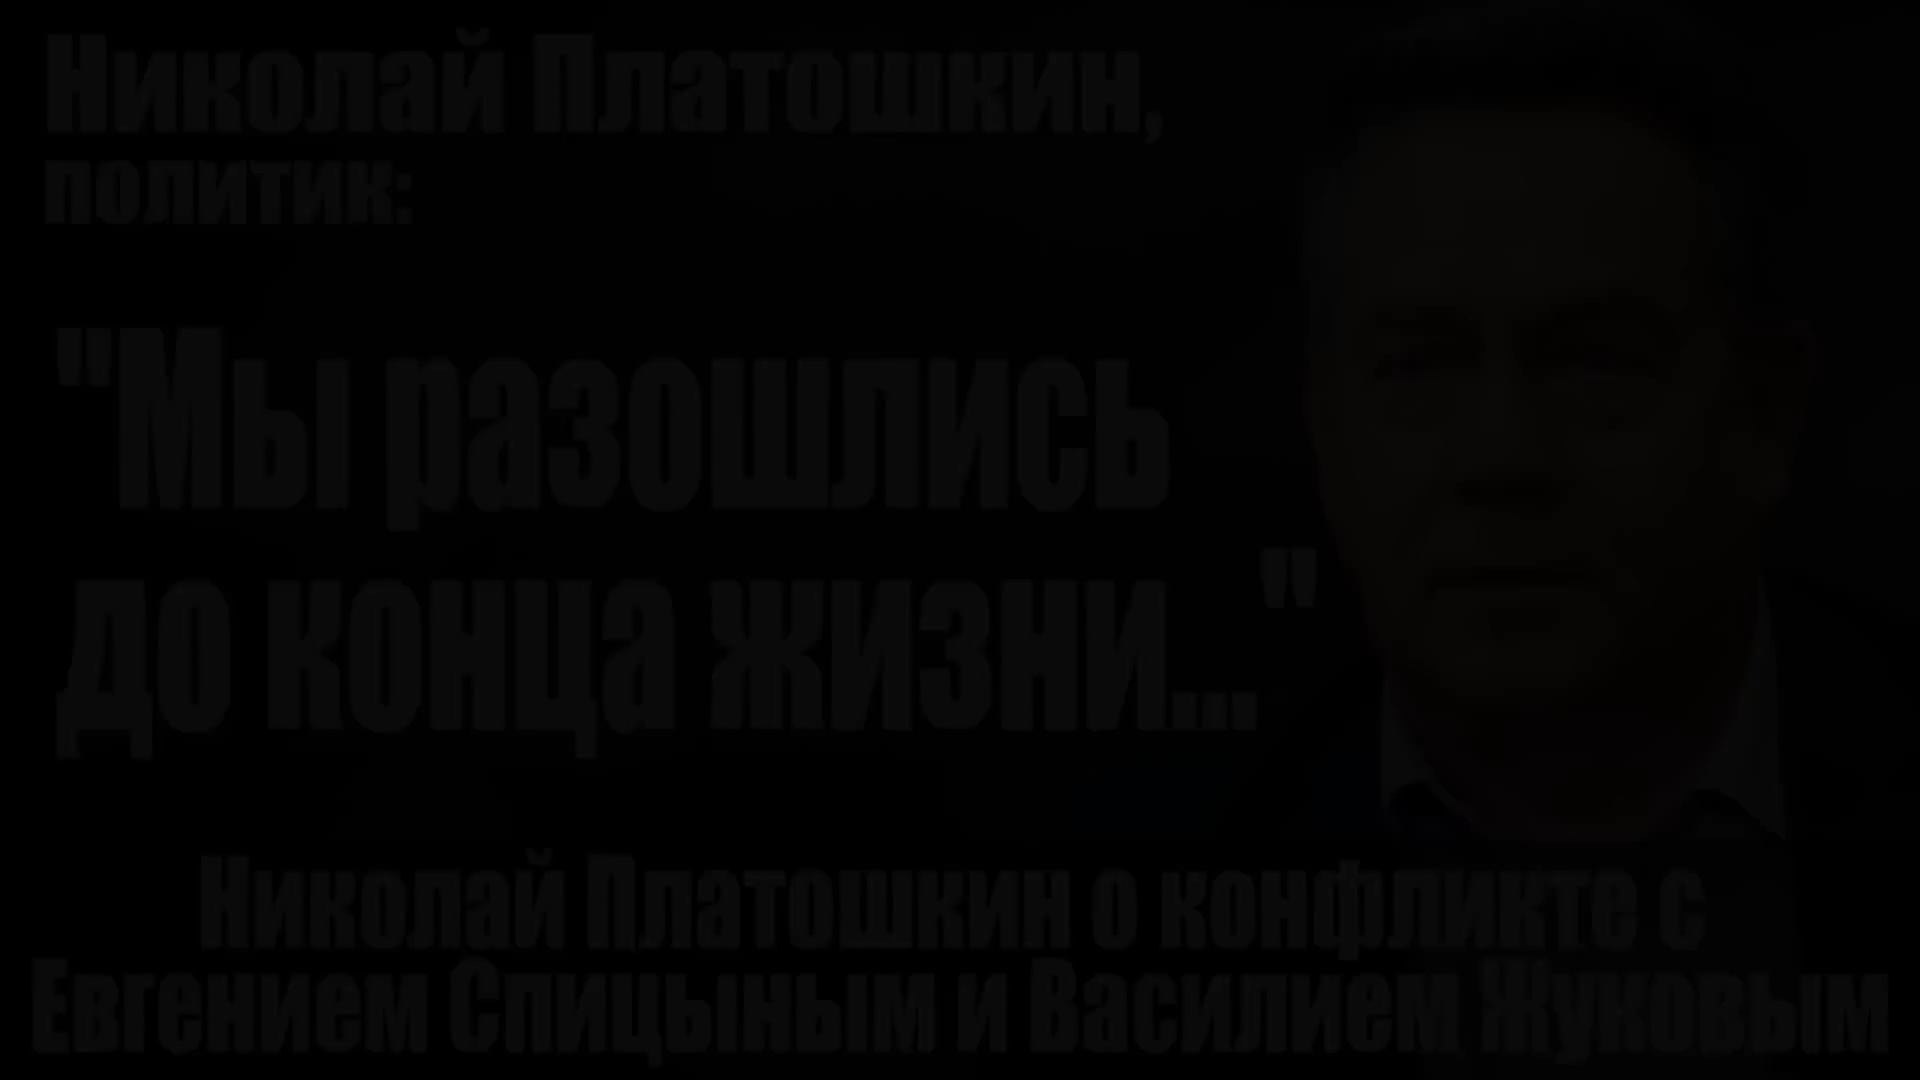 Николай Платошкин,
политик:
"Мы разошлись
до конца жизни..."
Николай Платошкин о конфликте с
Евгением Спицыным и Василием Жуковым